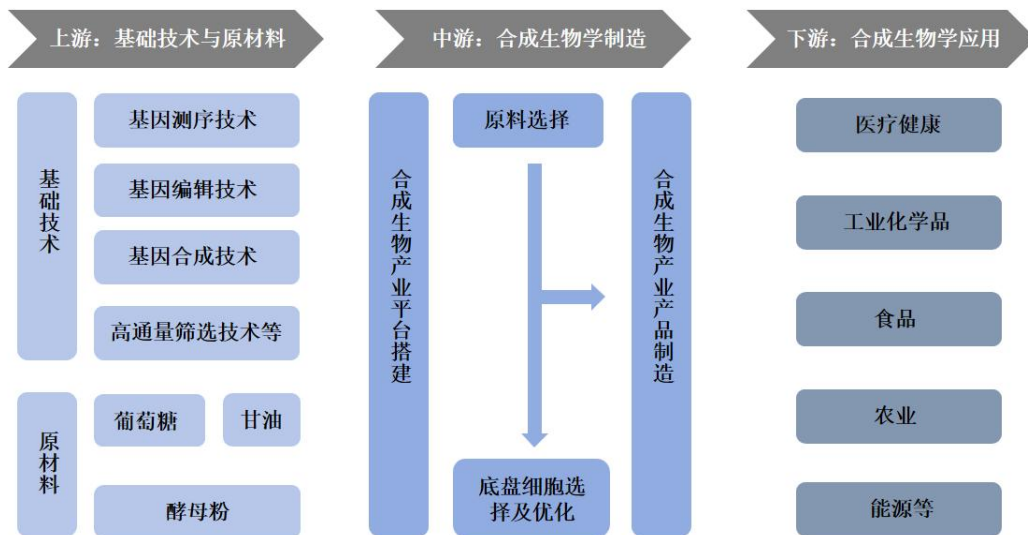 上游：基础技术与原材料
中游：合成生物学制造
下游：合成生物学应用
基础技术
基因测序技术
基因编辑技术
基因合成技术
高通量筛选技术等
原材料
葡萄糖
甘油
酵母粉
合成生物产业平台搭建
原料选择
底盘细胞选
择及优化
合成生物产业产品制造
医疗健康
工业化学品
食品
农业
能源等